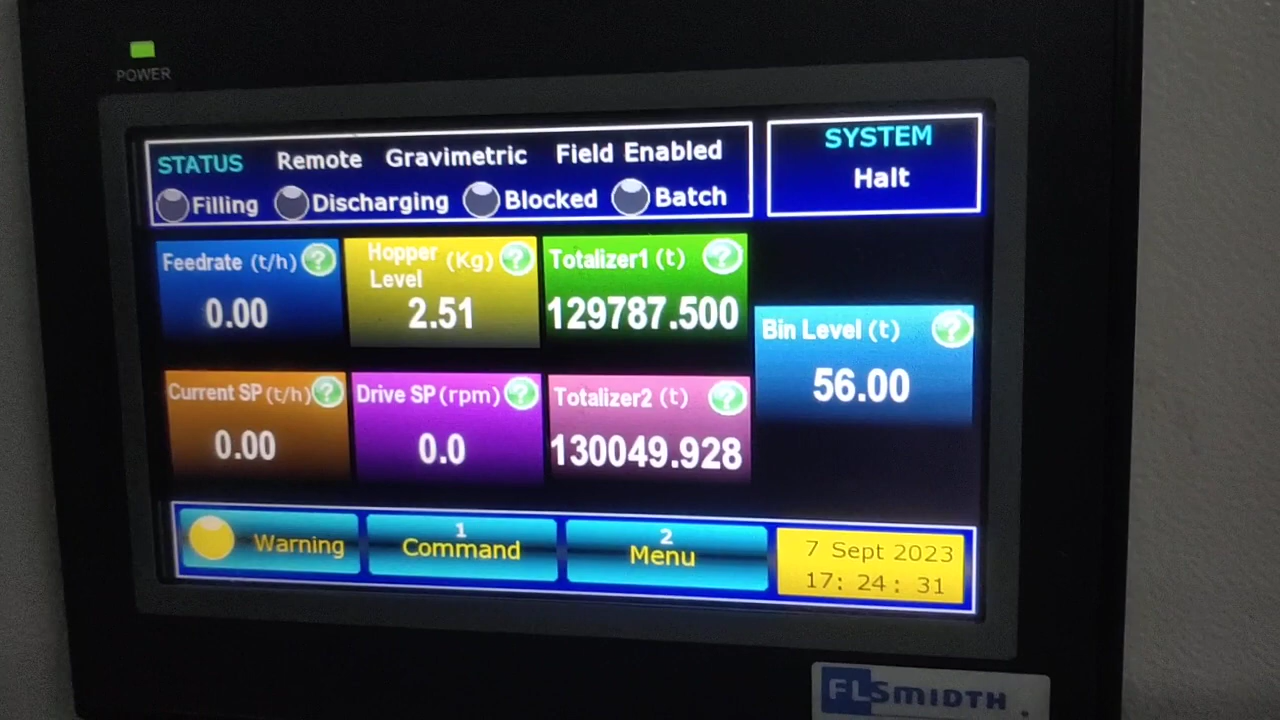 POWER
STATUS Remote Gravimetric Field Enabled
Filling Discharging Blocked Batch
SYSTEM
Halt
Feedrate (t/h) ?
0.00
Hopper Level (Kg) ?
2.51
Totalizer1 (t) ?
129787.500
Bin Level (t) ?
56.00
Current SP (t/h) ?
0.00
Drive SP (rpm) ?
0.0
Totalizer2 (t) ?
130049.928
Warning
1
Command
2
Menu
7 Sept 2023
17: 24: 31
FLSMIDTH